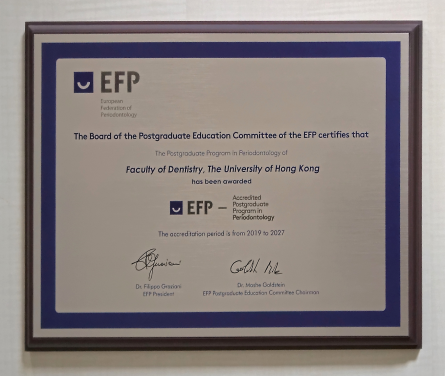 EFP
European
Federation of
Periodontology
The Board of the Postgraduate Education Committee of the EFP certifies that
The Postgraduate Program in Periodontology of
Faculty of Dentistry, The University of Hong Kong
has been awarded
EFP – Accredited
Postgraduate
Program in
Periodontology
The accreditation period is from 2019 to 2027
Dr. Filippo Graziani
EFP President
Dr. Moshe Goldstein
EFP Postgraduate Education Committee Chairman